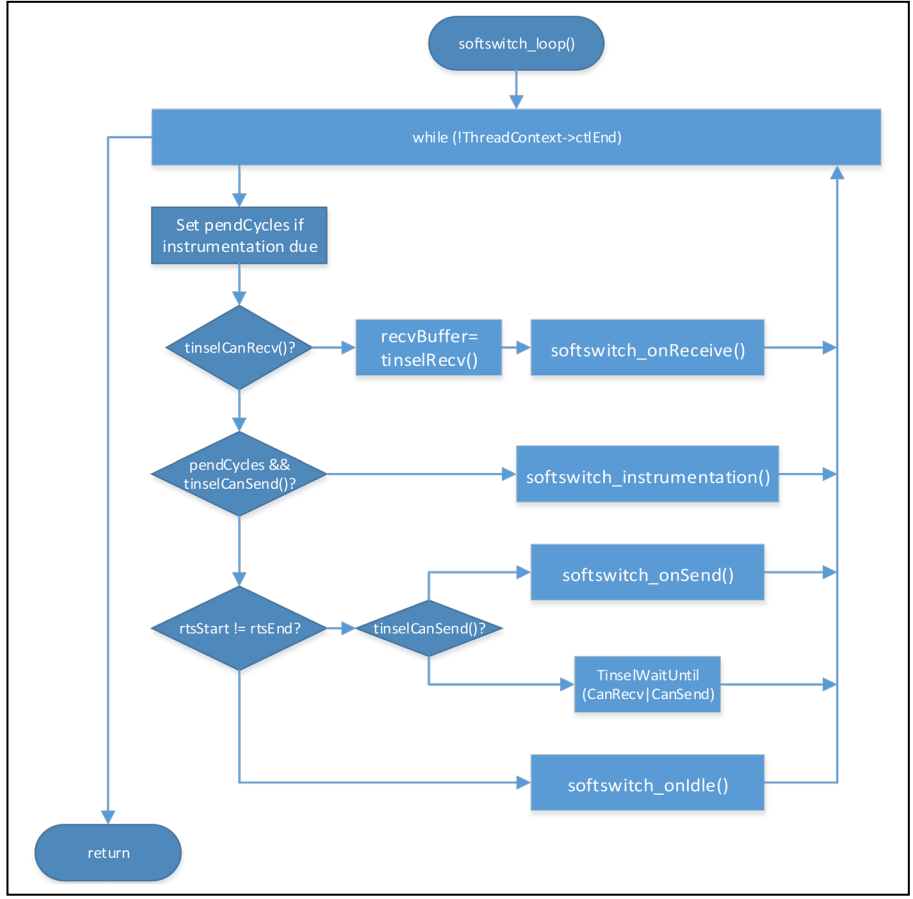 softswitch_loop()
while (!ThreadContext->ctlEnd)
Set pendCycles if
instrumentation due
tinselCanRecv()?
recvBuffer=
tinselRecv()
softswitch_onReceive()
pendCycles &&
tinselCanSend()?
softswitch_instrumentation()
softswitch_onSend()
rtsStart != rtsEnd?
tinselCanSend()?
TinselWaitUntil
(CanRecv|CanSend)
softswitch_onIdle()
return